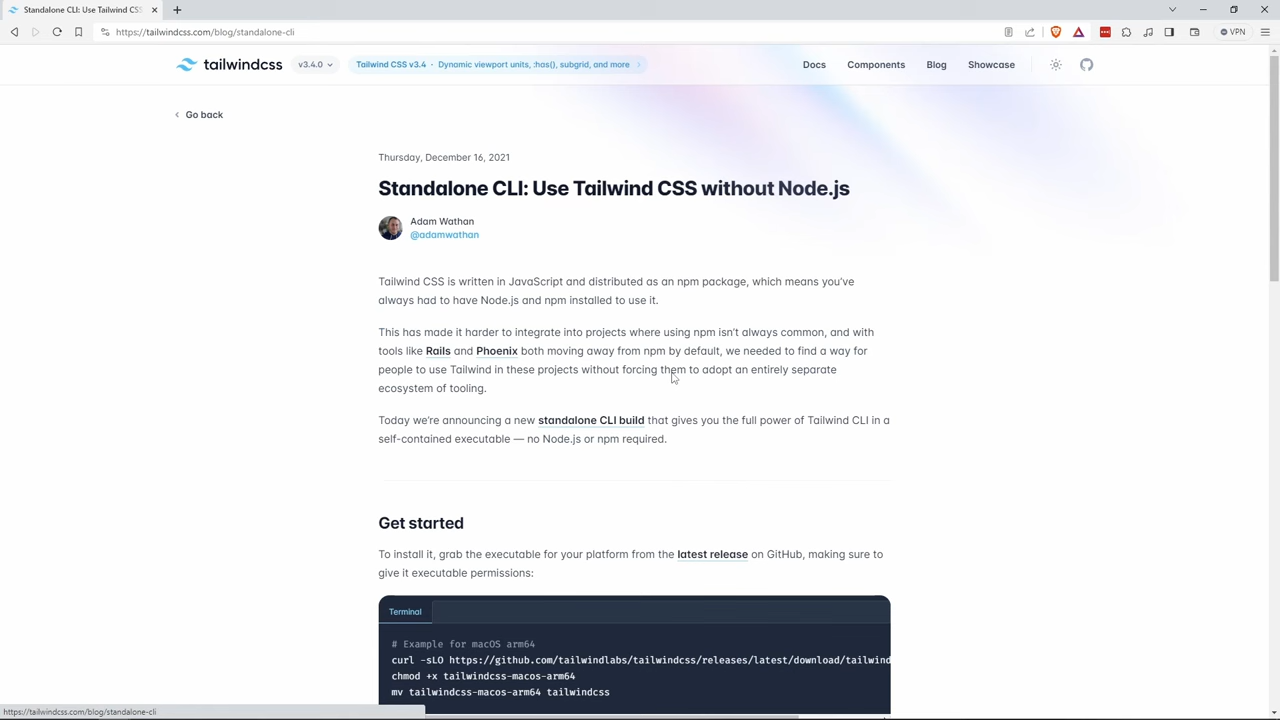 Standalone CLI: Use Tailwind CSS
https://tailwindcss.com/blog/standalone-cli
VPN
tailwindcss
v3.4.0
Tailwind CSS v3.4 · Dynamic viewport units, :has(), subgrid, and more
Docs
Components
Blog
Showcase
Go back
Thursday, December 16, 2021
Standalone CLI: Use Tailwind CSS without Node.js
Adam Wathan
@adamwathan
Tailwind CSS is written in JavaScript and distributed as an npm package, which means you’ve
always had to have Node.js and npm installed to use it.
This has made it harder to integrate into projects where using npm isn’t always common, and with
tools like Rails and Phoenix both moving away from npm by default, we needed to find a way for
people to use Tailwind in these projects without forcing them to adopt an entirely separate
ecosystem of tooling.
Today we’re announcing a new standalone CLI build that gives you the full power of Tailwind CLI in a
self-contained executable — no Node.js or npm required.
Get started
To install it, grab the executable for your platform from the latest release on GitHub, making sure to
give it executable permissions:
Terminal
# Example for macOS arm64
curl -sLO https://github.com/tailwindlabs/tailwindcss/releases/latest/download/tailwind
chmod +x tailwindcss-macos-arm64
mv tailwindcss-macos-arm64 tailwindcss
https://tailwindcss.com/blog/standalone-cli